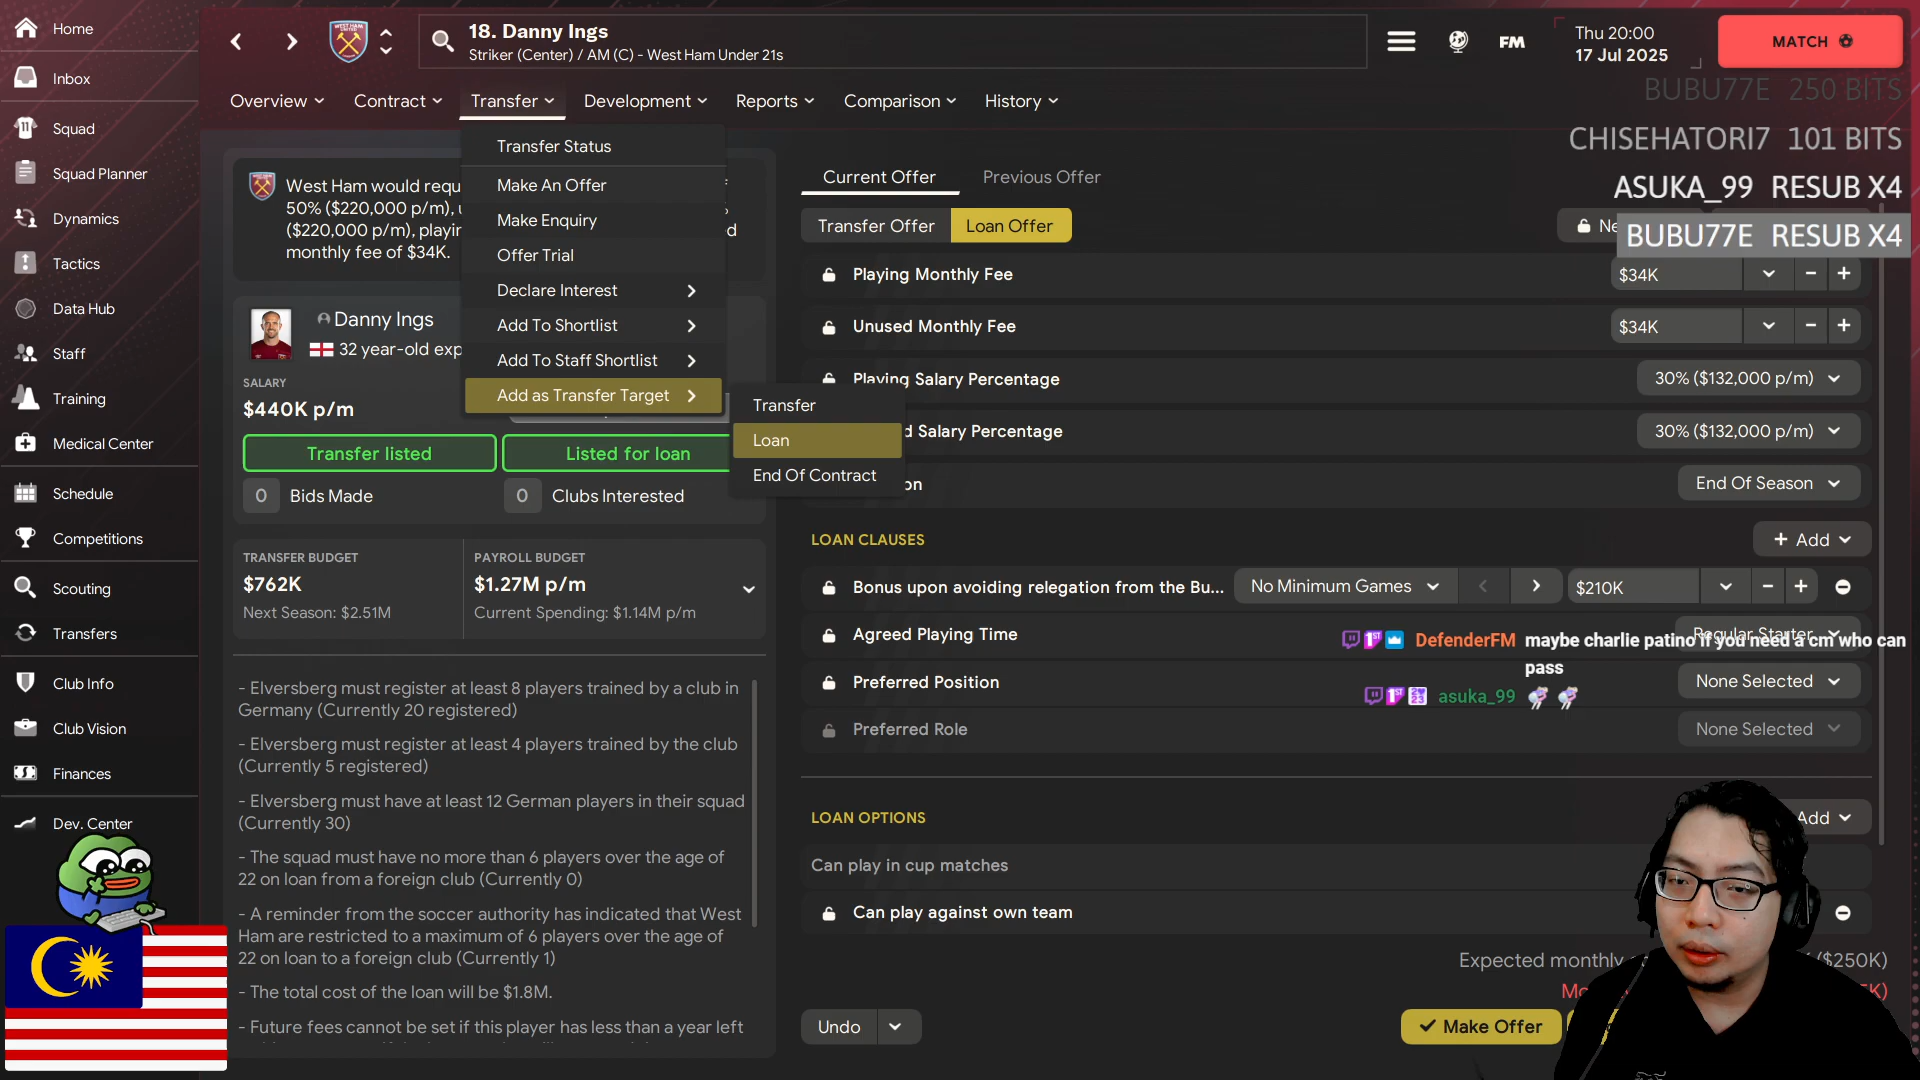 Home
Inbox
Squad
Squad Planner
Dynamics
Tactics
Data Hub
Staff
Training
Medical Center
Schedule
Competitions
Scouting
Transfers
Club Info
Club Vision
Finances
Dev. Center
18. Danny Ings
Striker (Center) / AM (C) - West Ham Under 21s
FM
Thu 20:00
17 Jul 2025
MATCH
Overview
Contract
Transfer
Development
Reports
Comparison
History
BUBU77E 250 BITS
CHISEHATORI7 101 BITS
ASUKA_99 RESUB X4
BUBU77E RESUB X4
Transfer Status
Make An Offer
Make Enquiry
Offer Trial
Declare Interest
Add To Shortlist
Add To Staff Shortlist
Add as Transfer Target
Transfer
Loan
End Of Contract
West Ham would requ
50% ($220,000 p/m),
($220,000 p/m), playin
monthly fee of $34K.
Danny Ings
32 year-old exp
SALARY
$440K p/m
Transfer listed
Listed for loan
0 Bids Made
0 Clubs Interested
TRANSFER BUDGET
$762K
Next Season: $2.51M
PAYROLL BUDGET
$1.27M p/m
Current Spending: $1.14M p/m
- Elversberg must register at least 8 players trained by a club in
Germany (Currently 20 registered)
- Elversberg must register at least 4 players trained by the club
(Currently 5 registered)
- Elversberg must have at least 12 German players in their squad
(Currently 30)
- The squad must have no more than 6 players over the age of
22 on loan from a foreign club (Currently 0)
- A reminder from the soccer authority has indicated that West
Ham are restricted to a maximum of 6 players over the age of
22 on loan to a foreign club (Currently 1)
- The total cost of the loan will be $1.8M.
- Future fees cannot be set if this player has less than a year left
Current Offer
Previous Offer
Transfer Offer
Loan Offer
Ne
Playing Monthly Fee
$34K
Unused Monthly Fee
$34K
Playing Salary Percentage
30% ($132,000 p/m)
d Salary Percentage
30% ($132,000 p/m)
on
End Of Season
LOAN CLAUSES
+ Add
Bonus upon avoiding relegation from the Bu...
No Minimum Games
$210K
Agreed Playing Time
Regular Starter
DefenderFM maybe charlie patino if you need a cm who can
pass
asuka_99
Preferred Position
None Selected
Preferred Role
None Selected
LOAN OPTIONS
Add
Can play in cup matches
Can play against own team
Expected monthly
($250K)
Undo
Make Offer